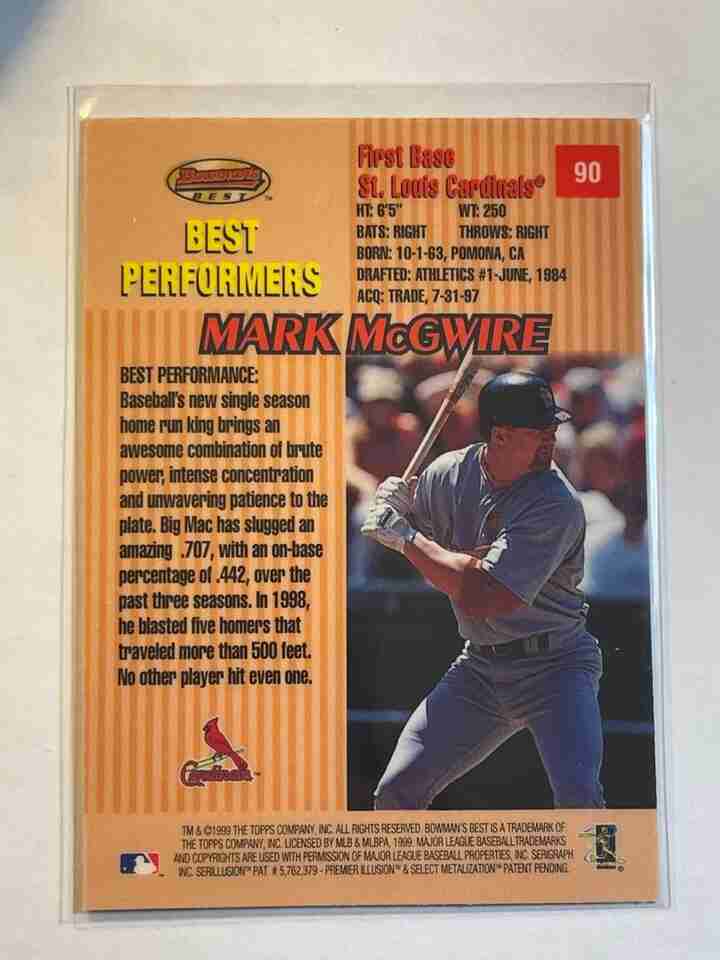 Bowman's
BEST™
BEST
PERFORMERS
First Base
St. Louis Cardinals®
90
HT: 6'5" WT: 250
BATS: RIGHT THROWS: RIGHT
BORN: 10-1-63, POMONA, CA
DRAFTED: ATHLETICS #1-JUNE, 1984
ACQ: TRADE, 7-31-97
MARK McGWIRE
BEST PERFORMANCE:
Baseball's new single season
home run king brings an
awesome combination of brute
power, intense concentration
and unwavering patience to the
plate. Big Mac has slugged an
amazing .707, with an on-base
percentage of .442, over the
past three seasons. In 1998,
he blasted five homers that
traveled more than 500 feet.
No other player hit even one.
Cardinals™
TM & ©1999 THE TOPPS COMPANY, INC. ALL RIGHTS RESERVED. BOWMAN'S BEST IS A TRADEMARK OF
THE TOPPS COMPANY, INC. LICENSED BY MLB & MLBPA, 1999. MAJOR LEAGUE BASEBALL TRADEMARKS
AND COPYRIGHTS ARE USED WITH PERMISSION OF MAJOR LEAGUE BASEBALL PROPERTIES, INC. SERIGRAPH
INC. SERILLUSION™ PAT # 5,762,379 - PREMIER ILLUSION™ & SELECT METALIZATION™ PATENT PENDING.